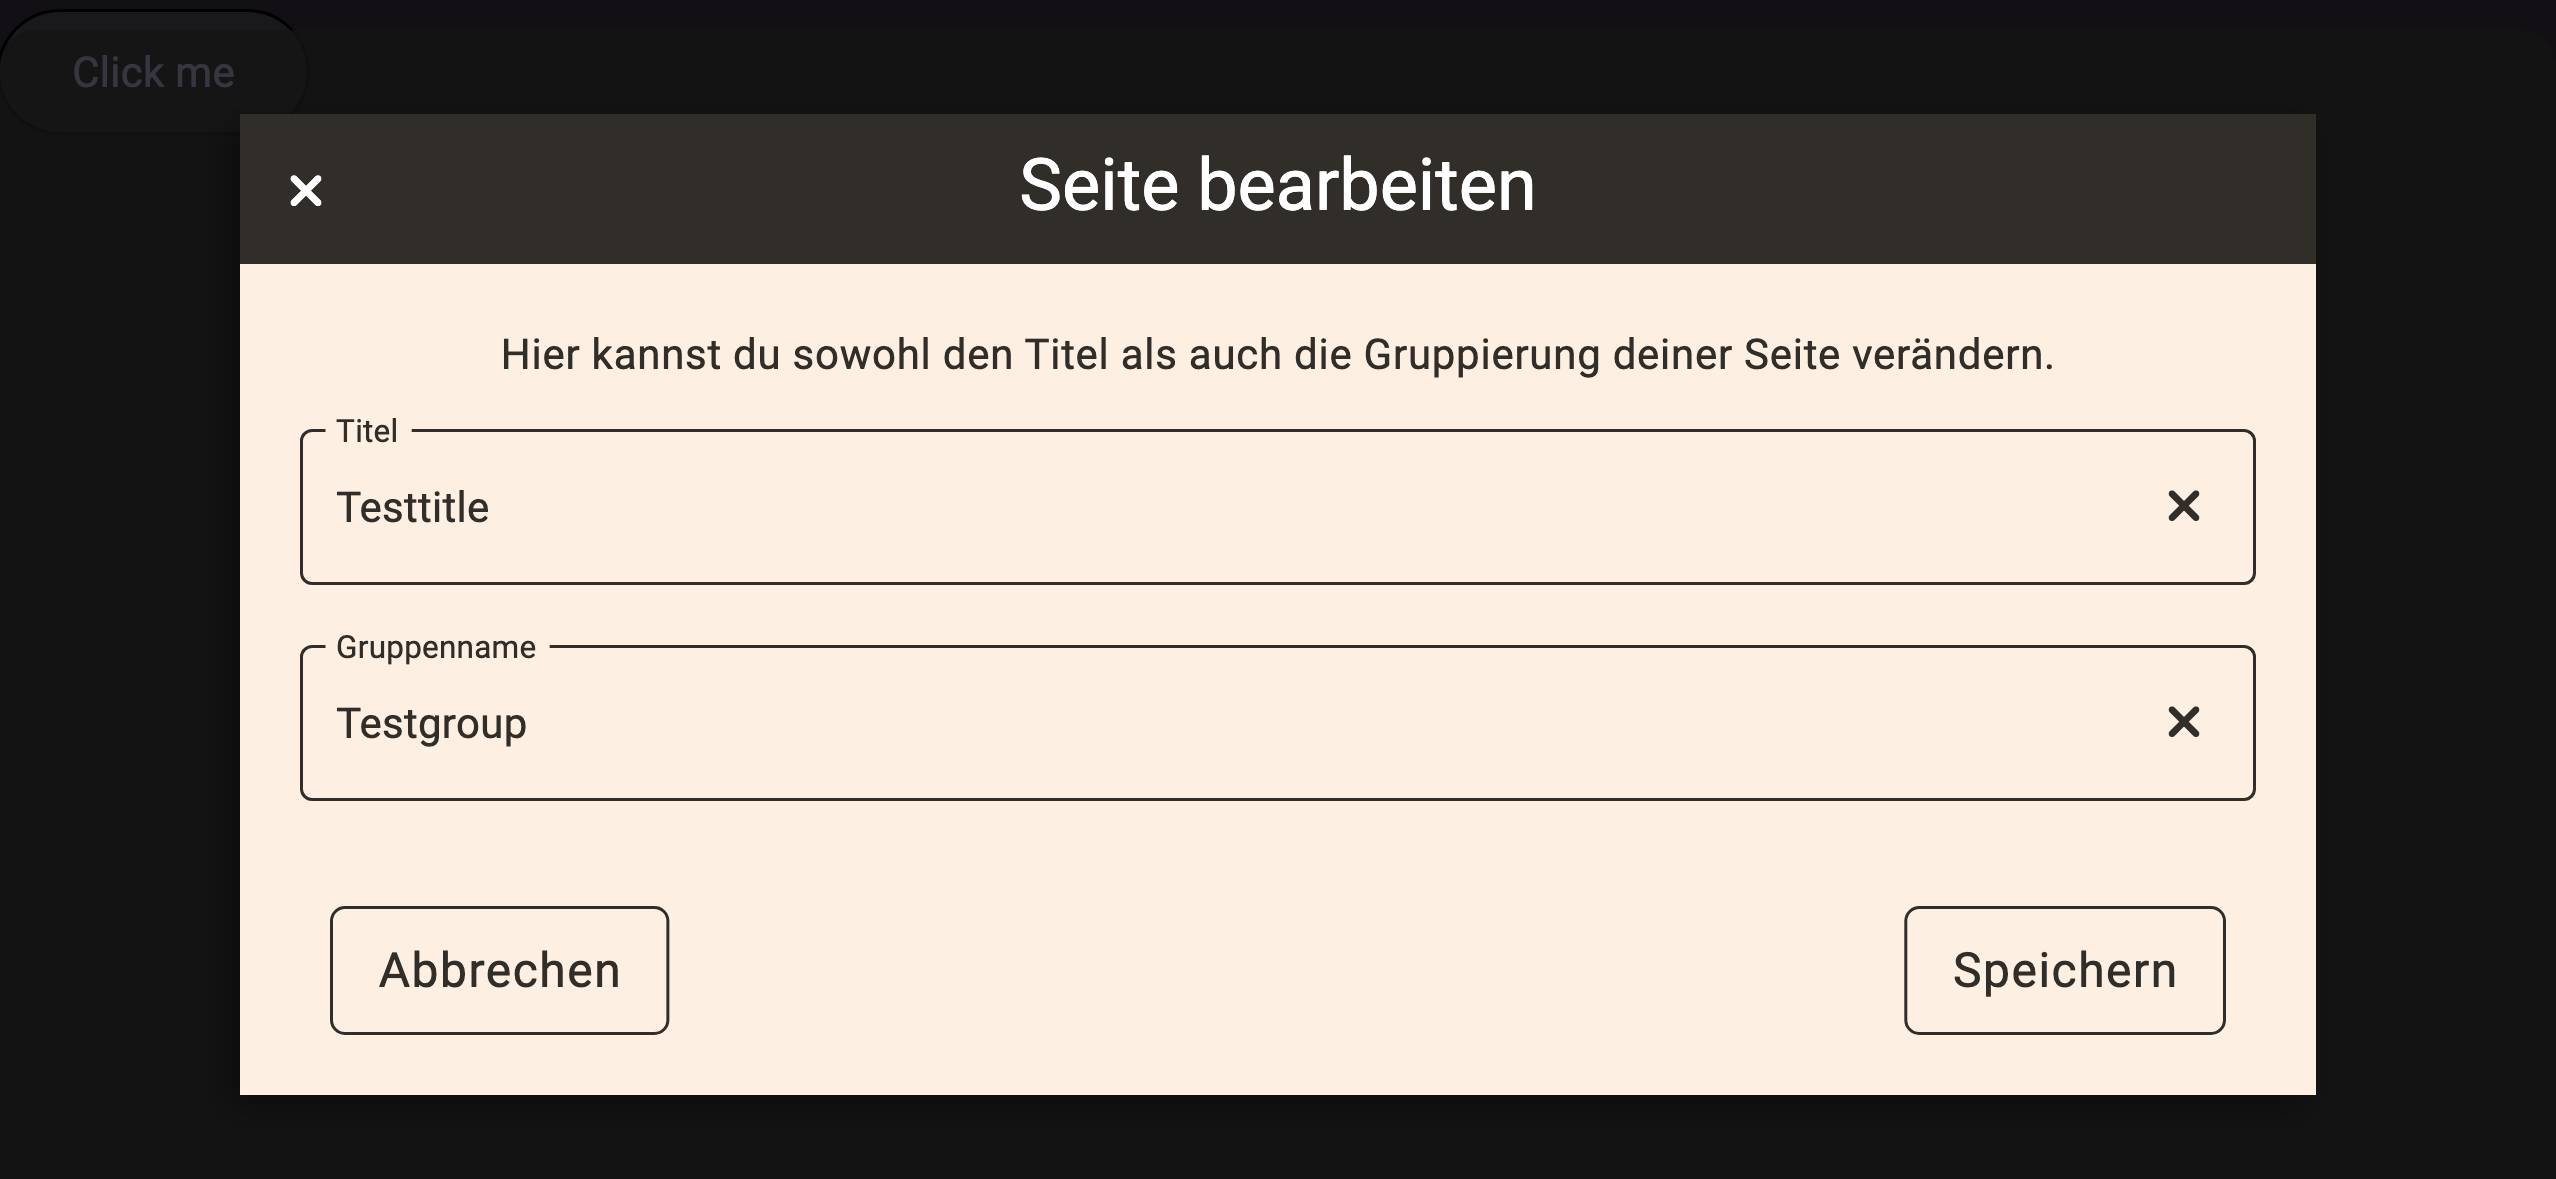 Click me
Seite bearbeiten
Hier kannst du sowohl den Titel als auch die Gruppierung deiner Seite verändern.
Titel
Testtitle
Gruppenname
Testgroup
Abbrechen
Speichern